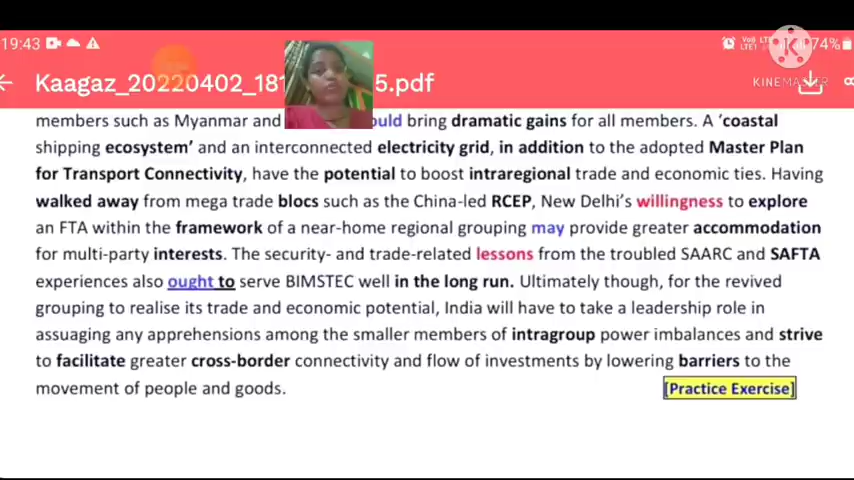 19:43 74%
Kaagaz_20220402_181 5.pdf
KINEMASTER
members such as Myanmar and ould bring dramatic gains for all members. A ‘coastal
shipping ecosystem’ and an interconnected electricity grid, in addition to the adopted Master Plan
for Transport Connectivity, have the potential to boost intraregional trade and economic ties. Having
walked away from mega trade blocs such as the China-led RCEP, New Delhi’s willingness to explore
an FTA within the framework of a near-home regional grouping may provide greater accommodation
for multi-party interests. The security- and trade-related lessons from the troubled SAARC and SAFTA
experiences also ought to serve BIMSTEC well in the long run. Ultimately though, for the revived
grouping to realise its trade and economic potential, India will have to take a leadership role in
assuaging any apprehensions among the smaller members of intragroup power imbalances and strive
to facilitate greater cross-border connectivity and flow of investments by lowering barriers to the
movement of people and goods. [Practice Exercise]